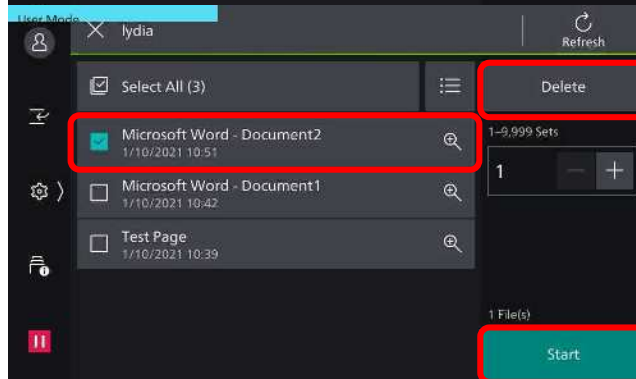 User Mode
lydia
Refresh
Select All (3)
Delete
Microsoft Word - Document2
1/10/2021 10:51
1–9,999 Sets
1
Microsoft Word - Document1
1/10/2021 10:42
Test Page
1/10/2021 10:39
1 File(s)
Start